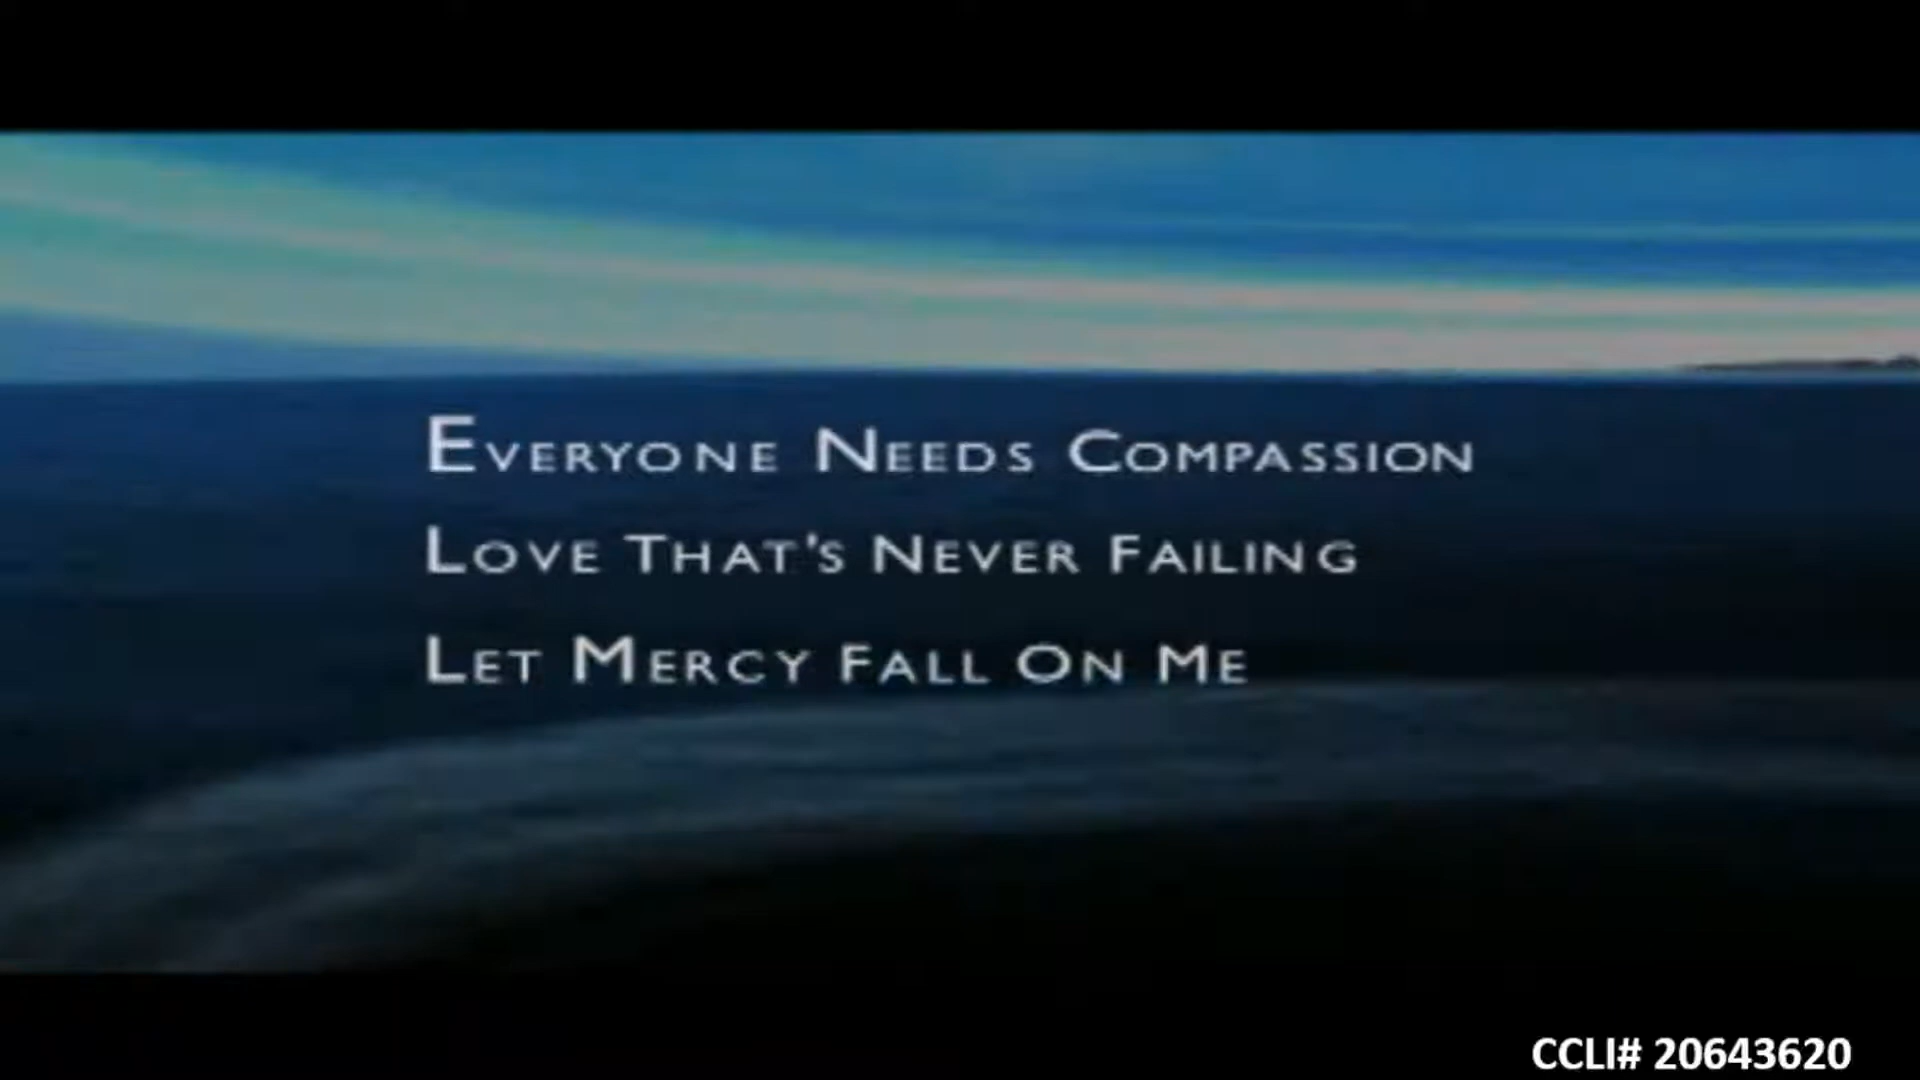 Everyone Needs Compassion
Love That's Never Failing
Let Mercy Fall On Me
CCLI# 20643620